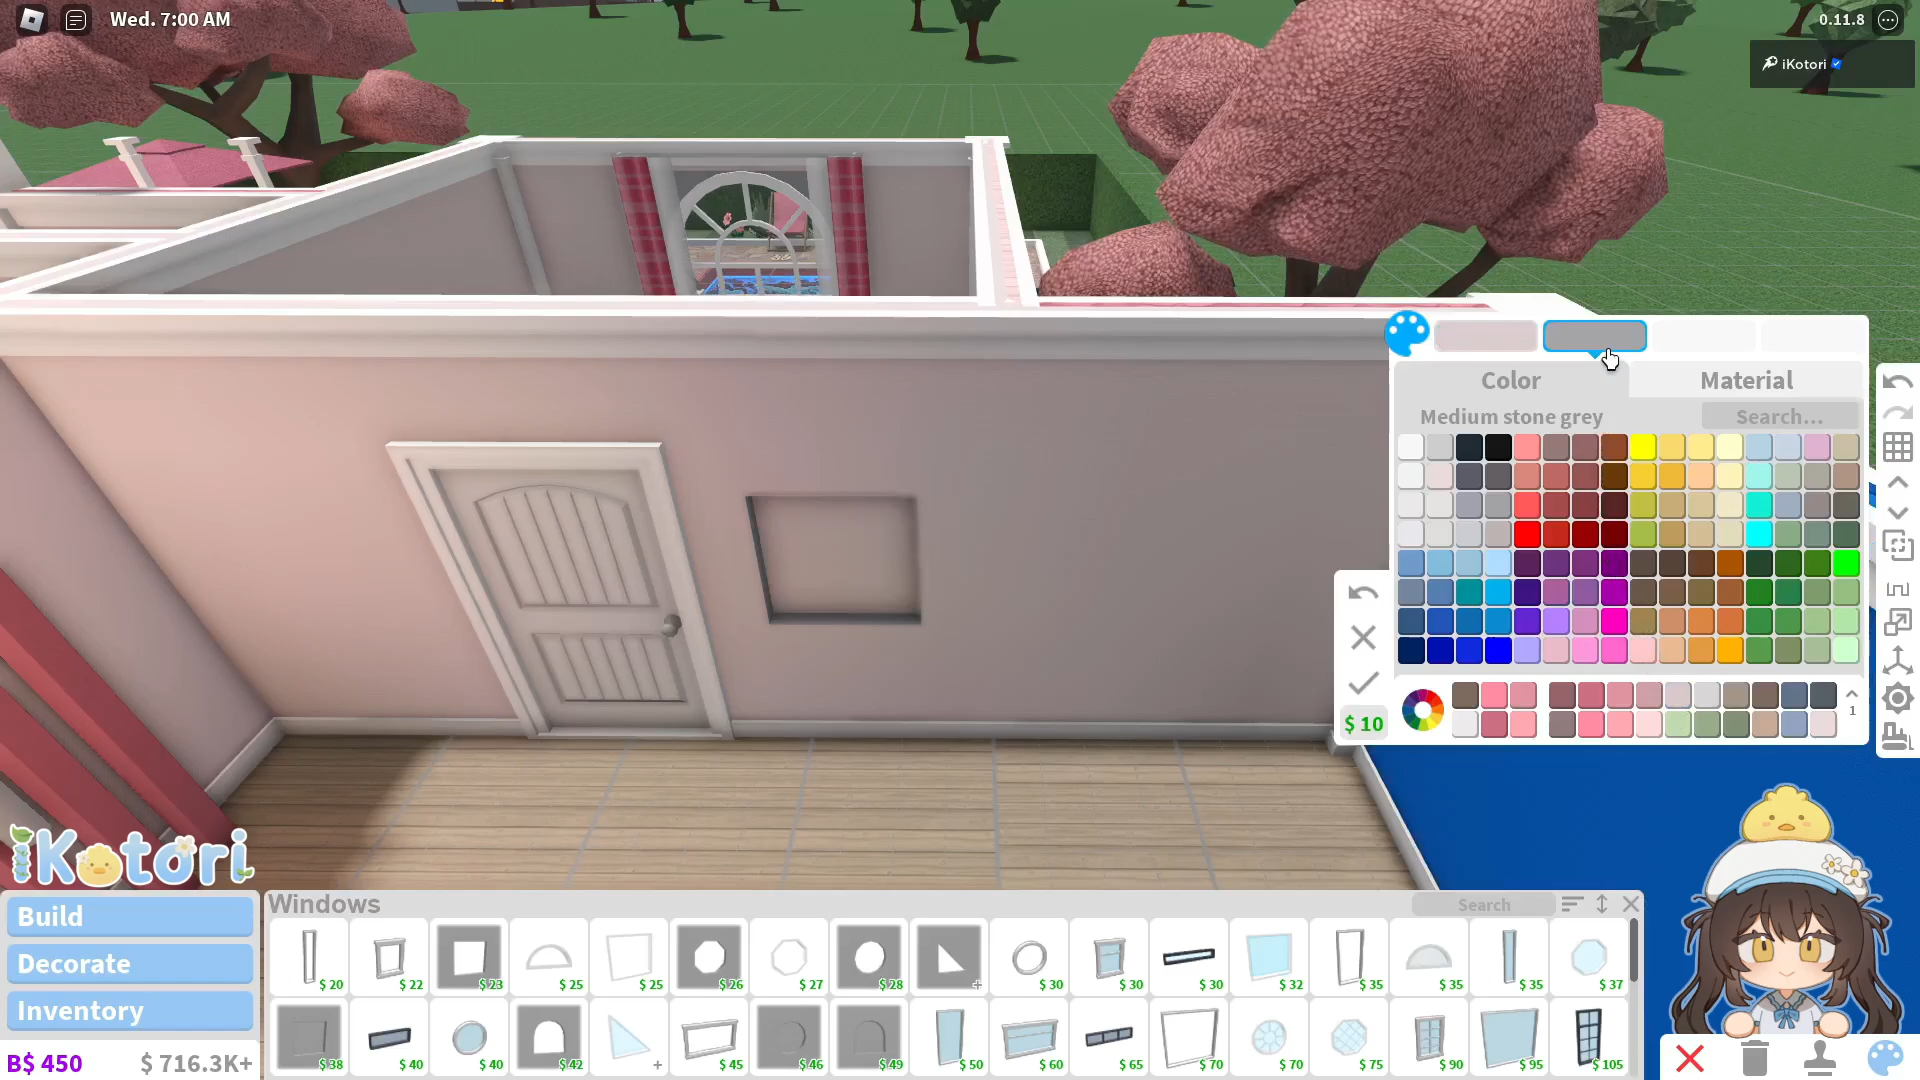 Wed. 7:00 AM
0.11.8
iKotori
Color
Material
Medium stone grey
Search...
1
$ 10
iKotori
Build
Decorate
Inventory
B$ 450
$ 716.3K+
Windows
Search
$ 20
$ 22
$ 23
$ 25
$ 25
$ 26
$ 27
$ 28
+
$ 30
$ 30
$ 30
$ 32
$ 35
$ 35
$ 35
$ 37
$ 38
$ 40
$ 40
$ 42
+
$ 45
$ 46
$ 49
$ 50
$ 60
$ 65
$ 70
$ 70
$ 75
$ 90
$ 95
$ 105